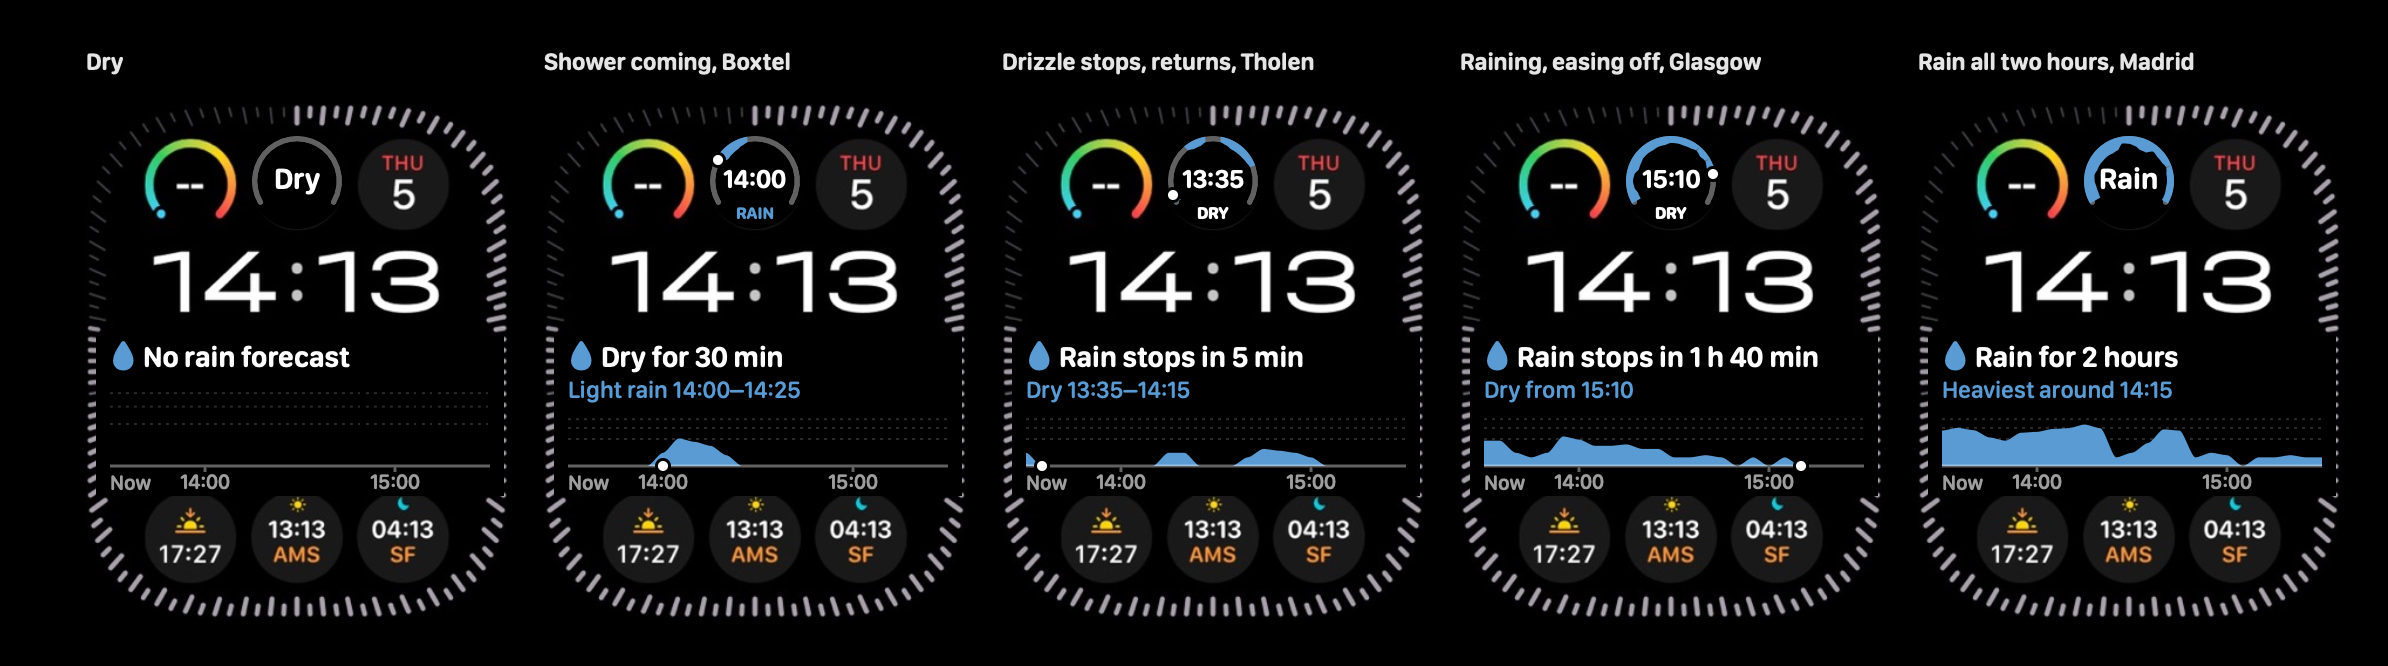 Dry
--
Dry
THU
5
14:13
No rain forecast
Now 14:00 15:00
17:27
13:13
AMS
04:13
SF
Shower coming, Boxtel
--
14:00
RAIN
THU
5
14:13
Dry for 30 min
Light rain 14:00–14:25
Now 14:00 15:00
17:27
13:13
AMS
04:13
SF
Drizzle stops, returns, Tholen
--
13:35
DRY
THU
5
14:13
Rain stops in 5 min
Dry 13:35–14:15
Now 14:00 15:00
17:27
13:13
AMS
04:13
SF
Raining, easing off, Glasgow
--
15:10
DRY
THU
5
14:13
Rain stops in 1 h 40 min
Dry from 15:10
Now 14:00 15:00
17:27
13:13
AMS
04:13
SF
Rain all two hours, Madrid
--
Rain
THU
5
14:13
Rain for 2 hours
Heaviest around 14:15
Now 14:00 15:00
17:27
13:13
AMS
04:13
SF